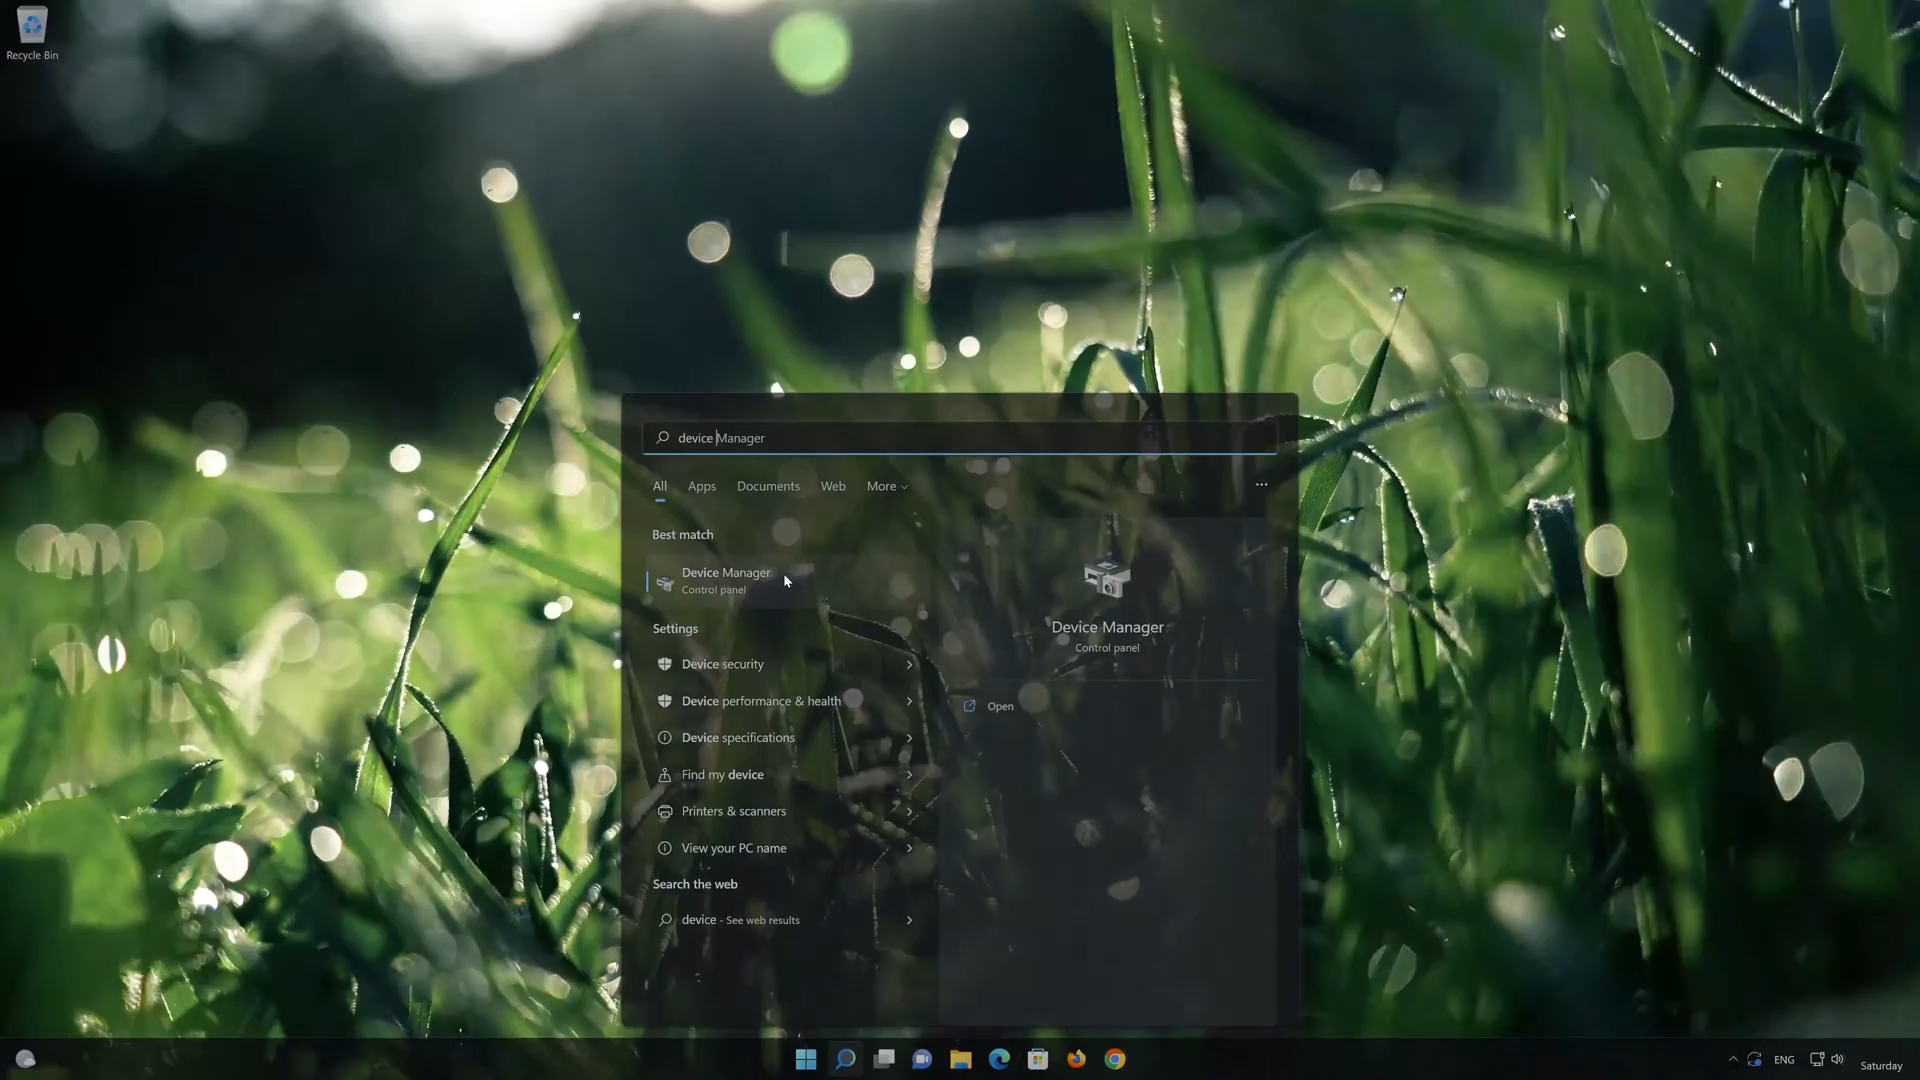 Recycle Bin
device Manager
All Apps Documents Web More
Best match
Device Manager
Control panel
Settings
Device security
Device performance & health
Device specifications
Find my device
Printers & scanners
View your PC name
Search the web
device - See web results
Device Manager
Control panel
Open
ENG
Saturday